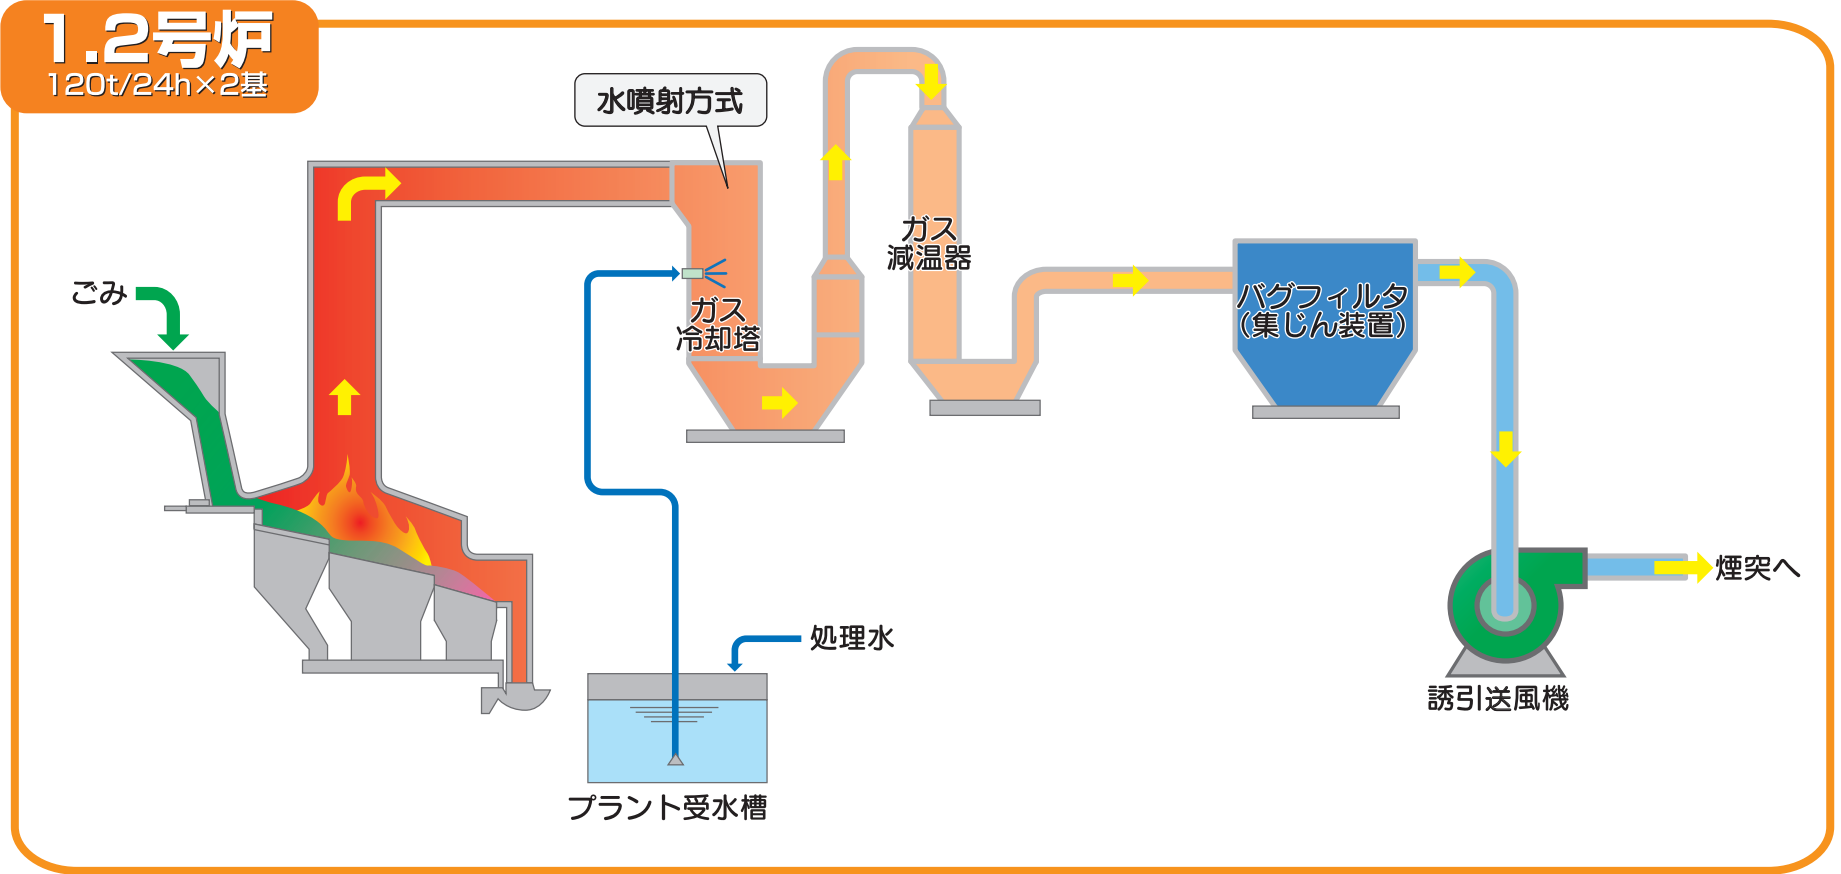 1.2号炉
120t/24h×2基
水噴射方式
ガス
減温器
ごみ
ガス
冷却塔
バグフィルタ
（集じん装置）
煙突へ
処理水
誘引送風機
プラント受水槽